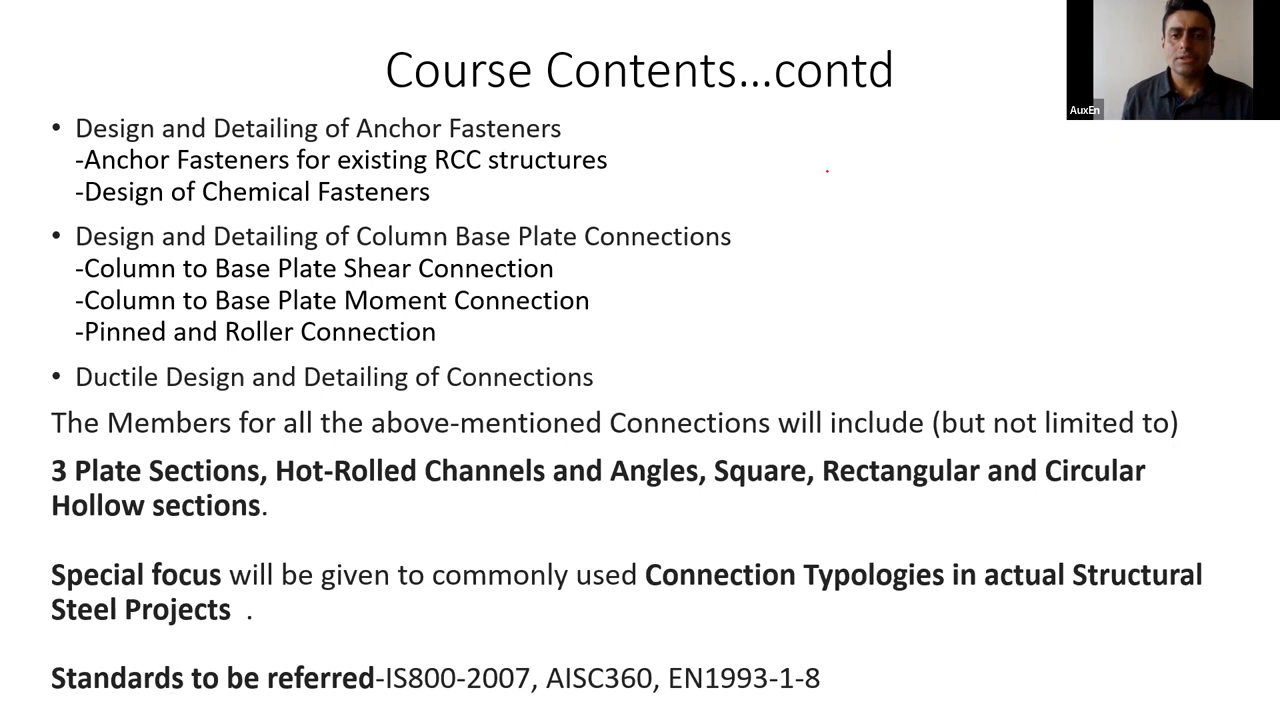 Course Contents...contd
AuxEn
• Design and Detailing of Anchor Fasteners
-Anchor Fasteners for existing RCC structures
-Design of Chemical Fasteners
• Design and Detailing of Column Base Plate Connections
-Column to Base Plate Shear Connection
-Column to Base Plate Moment Connection
-Pinned and Roller Connection
• Ductile Design and Detailing of Connections
The Members for all the above-mentioned Connections will include (but not limited to)
3 Plate Sections, Hot-Rolled Channels and Angles, Square, Rectangular and Circular
Hollow sections.
Special focus will be given to commonly used Connection Typologies in actual Structural
Steel Projects .
Standards to be referred-IS800-2007, AISC360, EN1993-1-8